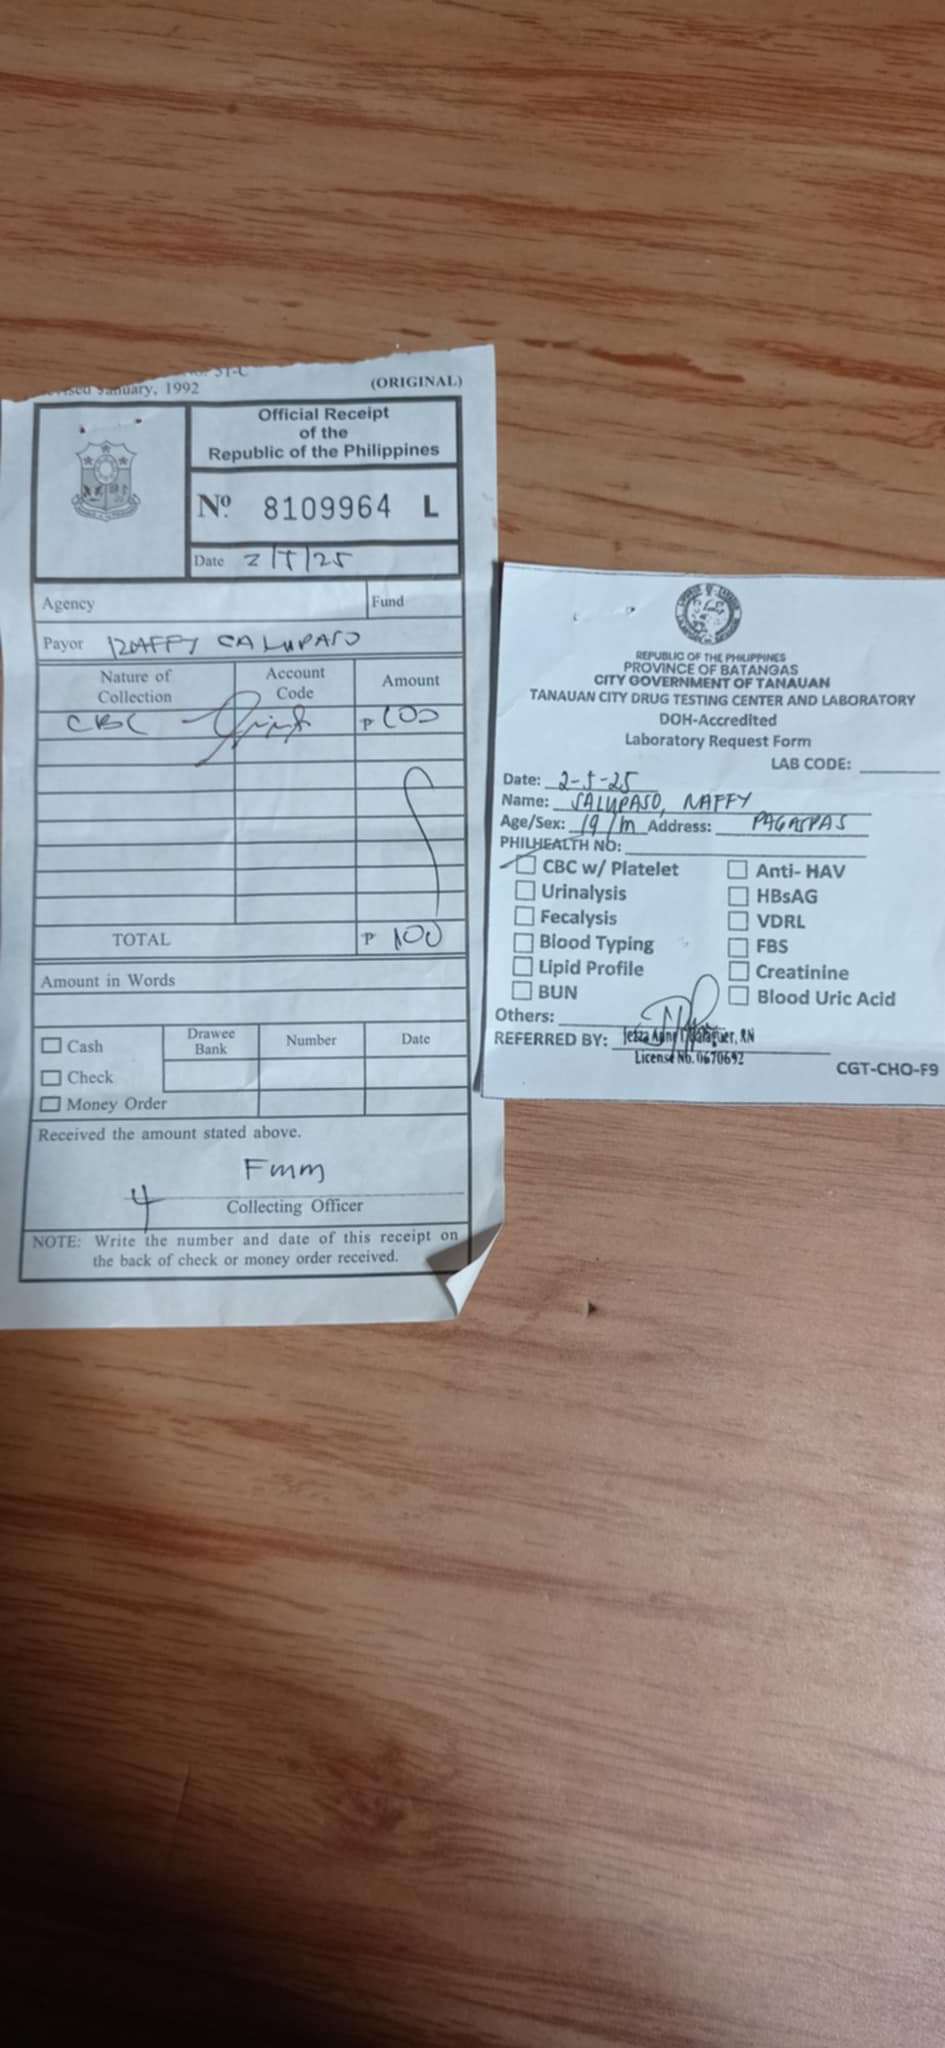 No. 51-C
ised January, 1992
(ORIGINAL)
Official Receipt
of the
Republic of the Philippines
Nº 8109964 L
Date 2/5/25
Agency
Fund
Payor RAFFY SALUPASO
Nature of Collection
Account Code
Amount
CBC
₱ 100
TOTAL ₱ 100
Amount in Words
Cash
Check
Money Order
Drawee Bank
Number
Date
Received the amount stated above.
Fmm
Collecting Officer
NOTE: Write the number and date of this receipt on
the back of check or money order received.
REPUBLIC OF THE PHILIPPINES
PROVINCE OF BATANGAS
CITY GOVERNMENT OF TANAUAN
TANAUAN CITY DRUG TESTING CENTER AND LABORATORY
DOH-Accredited
Laboratory Request Form
LAB CODE:
Date: 2-5-25
Name: SALUPASO, RAFFY
Age/Sex: 19/m Address: PAGASPAS
PHILHEALTH NO:
CBC w/ Platelet
Urinalysis
Fecalysis
Blood Typing
Lipid Profile
BUN
Anti- HAV
HBsAG
VDRL
FBS
Creatinine
Blood Uric Acid
Others:
REFERRED BY: RN
License No. 0670692
CGT-CHO-F9